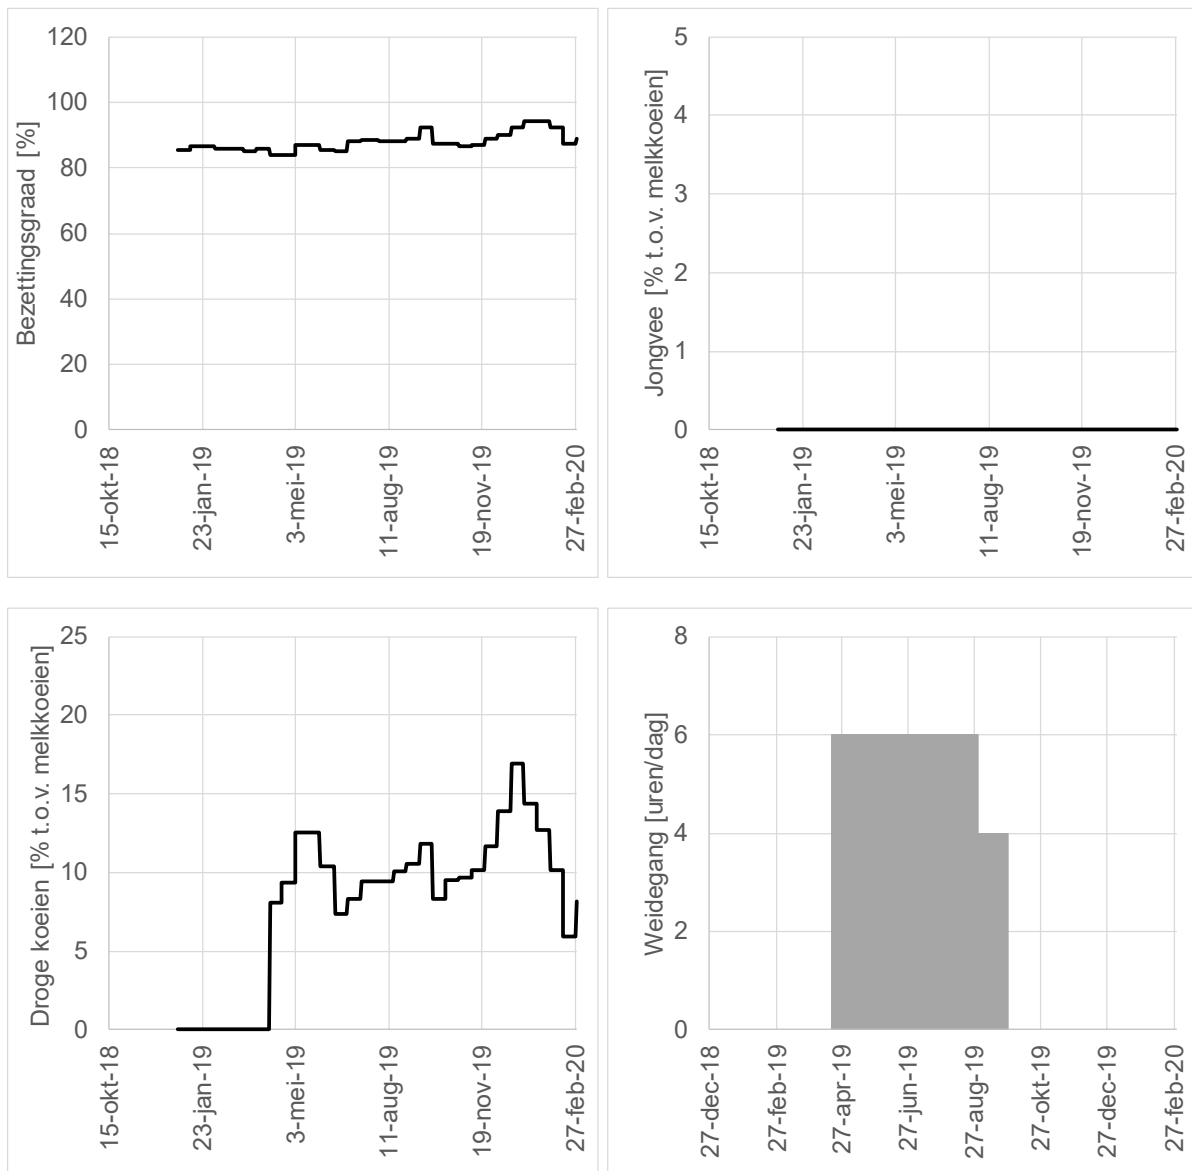 Bezettingsgraad [%]
120
100
80
60
40
20
0
15-okt-18
23-jan-19
3-mei-19
11-aug-19
19-nov-19
27-feb-20
Jongvee [% t.o.v. melkkoeien]
5
4
3
2
1
0
15-okt-18
23-jan-19
3-mei-19
11-aug-19
19-nov-19
27-feb-20
Droge koeien [% t.o.v. melkkoeien]
25
20
15
10
5
0
15-okt-18
23-jan-19
3-mei-19
11-aug-19
19-nov-19
27-feb-20
Weidegang [uren/dag]
8
6
4
2
0
27-dec-18
27-feb-19
27-apr-19
27-jun-19
27-aug-19
27-okt-19
27-dec-19
27-feb-20